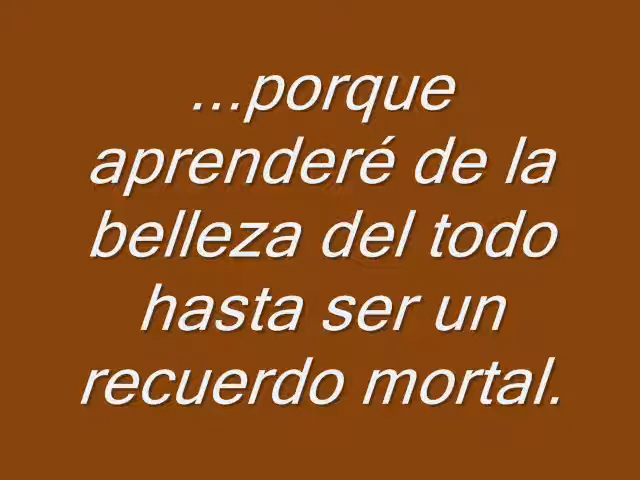 ...porque
aprenderé de la
belleza del todo
hasta ser un
recuerdo mortal.